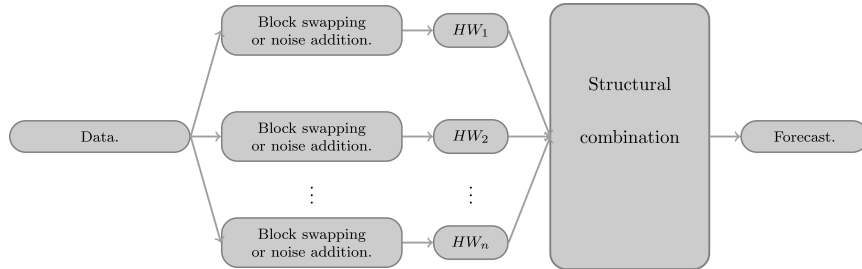 Block swapping
or noise addition.
HW₁
Structural
combination
Data.
Block swapping
or noise addition.
HW₂
Forecast.
⋮
⋮
Block swapping
or noise addition.
HWₙ